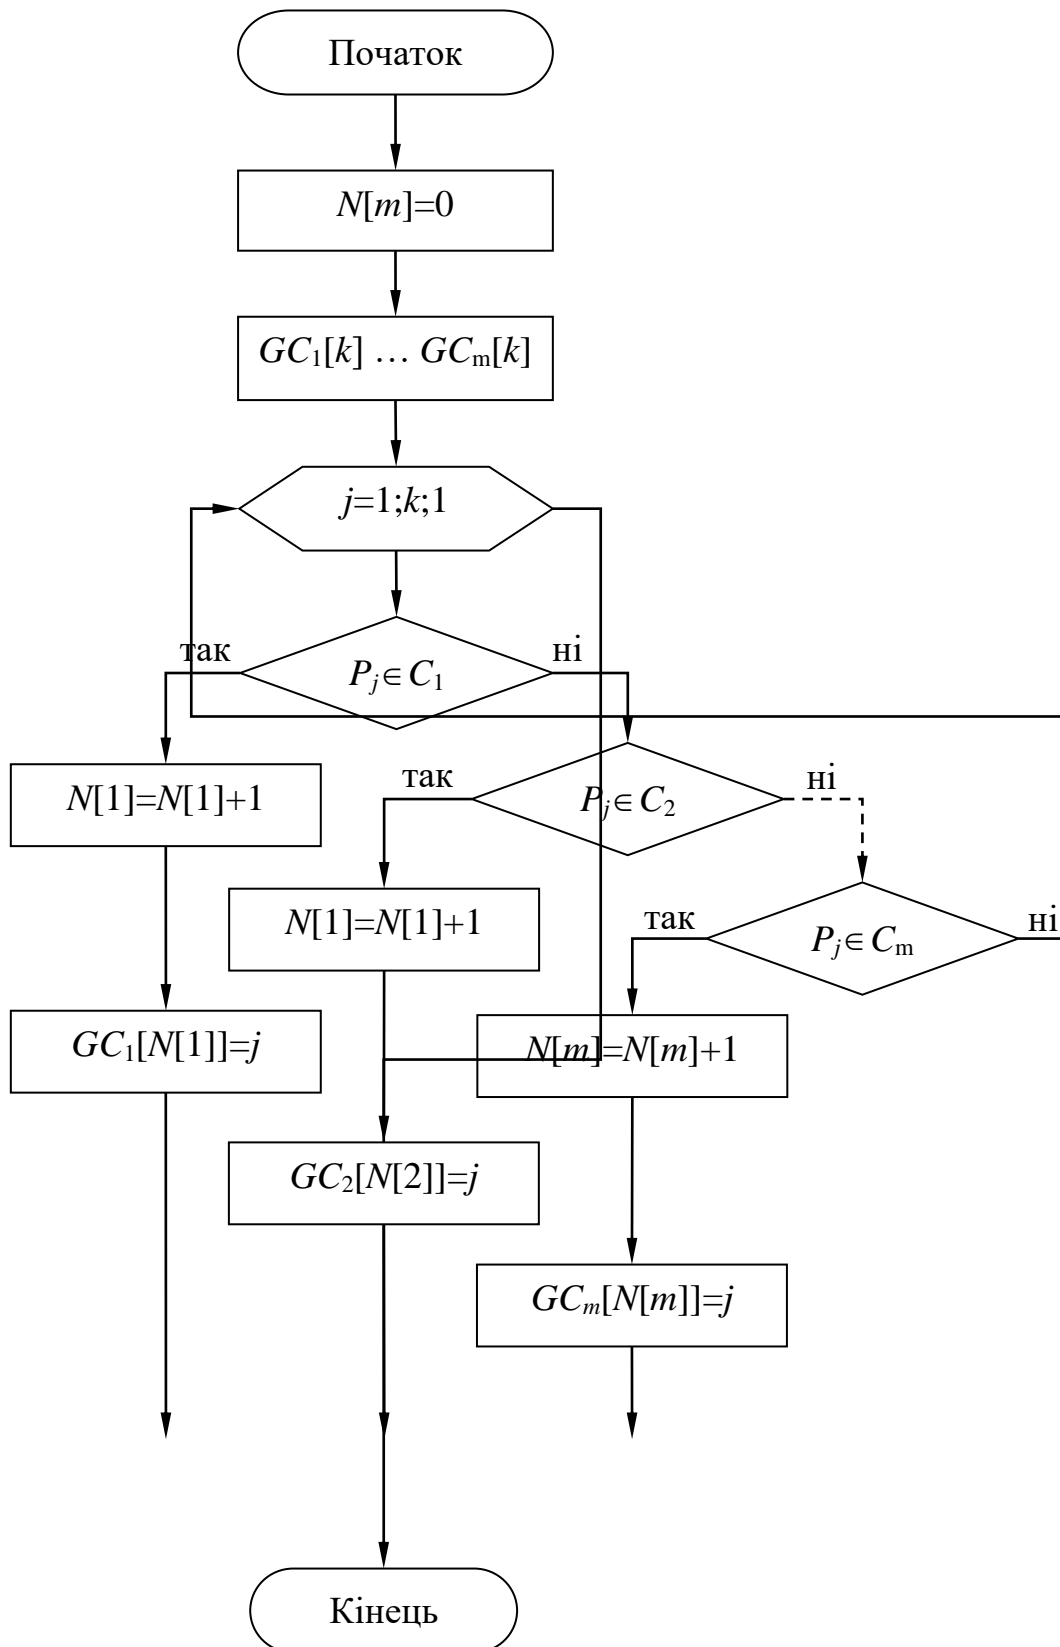 Початок
N[m]=0
GC₁[k] … GCₘ[k]
j=1;k;1
так
ні
Pⱼ∈C₁
N[1]=N[1]+1
так
ні
Pⱼ∈C₂
N[1]=N[1]+1
так
ні
Pⱼ∈Cₘ
GC₁[N[1]]=j
N[m]=N[m]+1
GC₂[N[2]]=j
GCₘ[N[m]]=j
Кінець